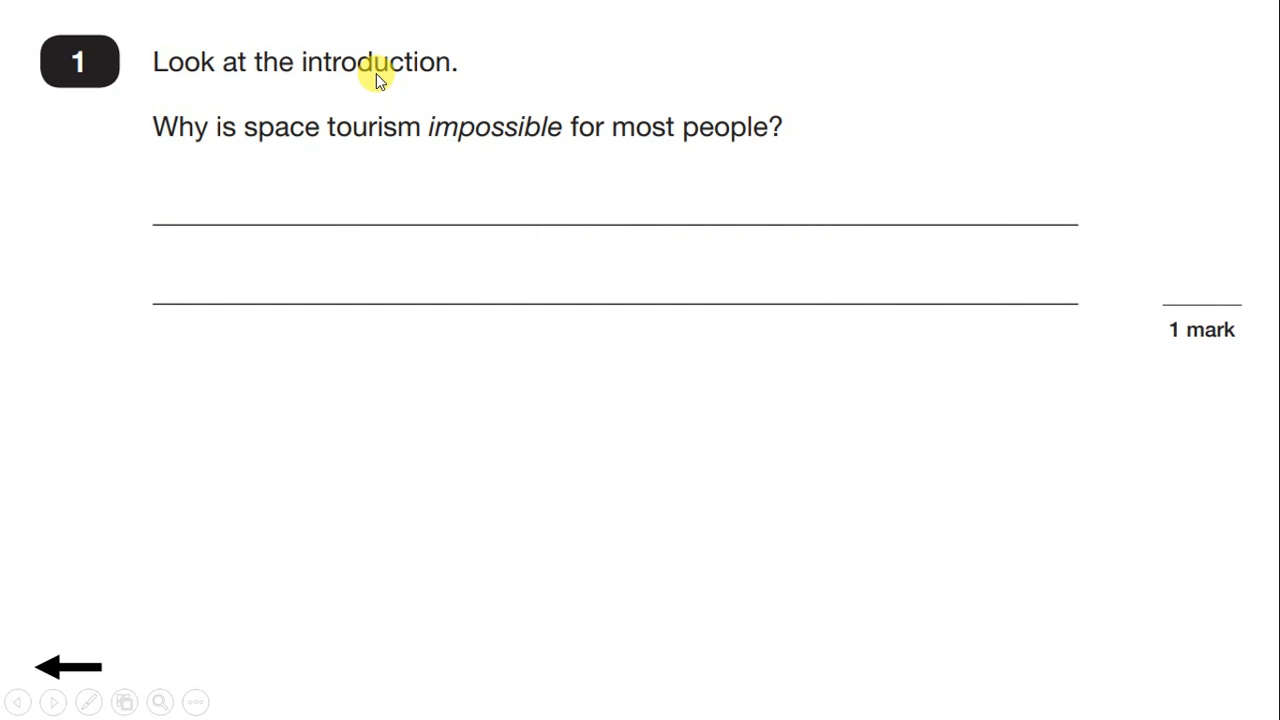 1 Look at the introduction.
Why is space tourism impossible for most people?
1 mark